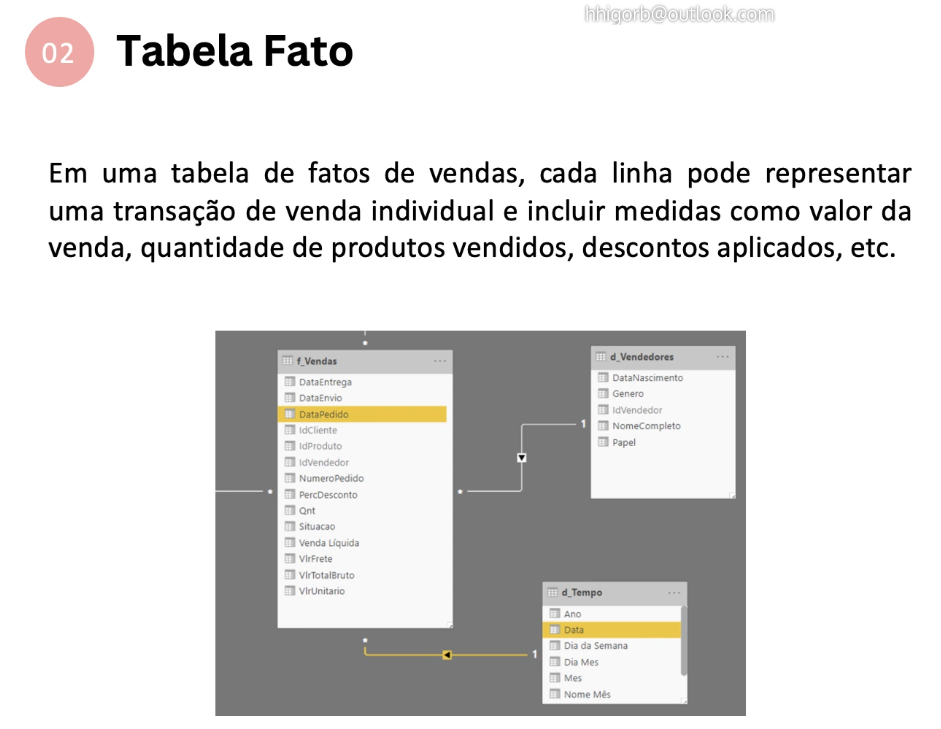 hhigorb@outlook.com
02
Tabela Fato
Em uma tabela de fatos de vendas, cada linha pode representar
uma transação de venda individual e incluir medidas como valor da
venda, quantidade de produtos vendidos, descontos aplicados, etc.
f_Vendas
DataEntrega
DataEnvio
DataPedido
IdCliente
IdProduto
IdVendedor
NumeroPedido
PercDesconto
Qnt
Situacao
Venda Líquida
VlrFrete
VlrTotalBruto
VlrUnitario
*
*
*
*
d_Vendedores
DataNascimento
Genero
IdVendedor
NomeCompleto
Papel
1
d_Tempo
Ano
Data
Dia da Semana
Dia Mes
Mes
Nome Mês
1